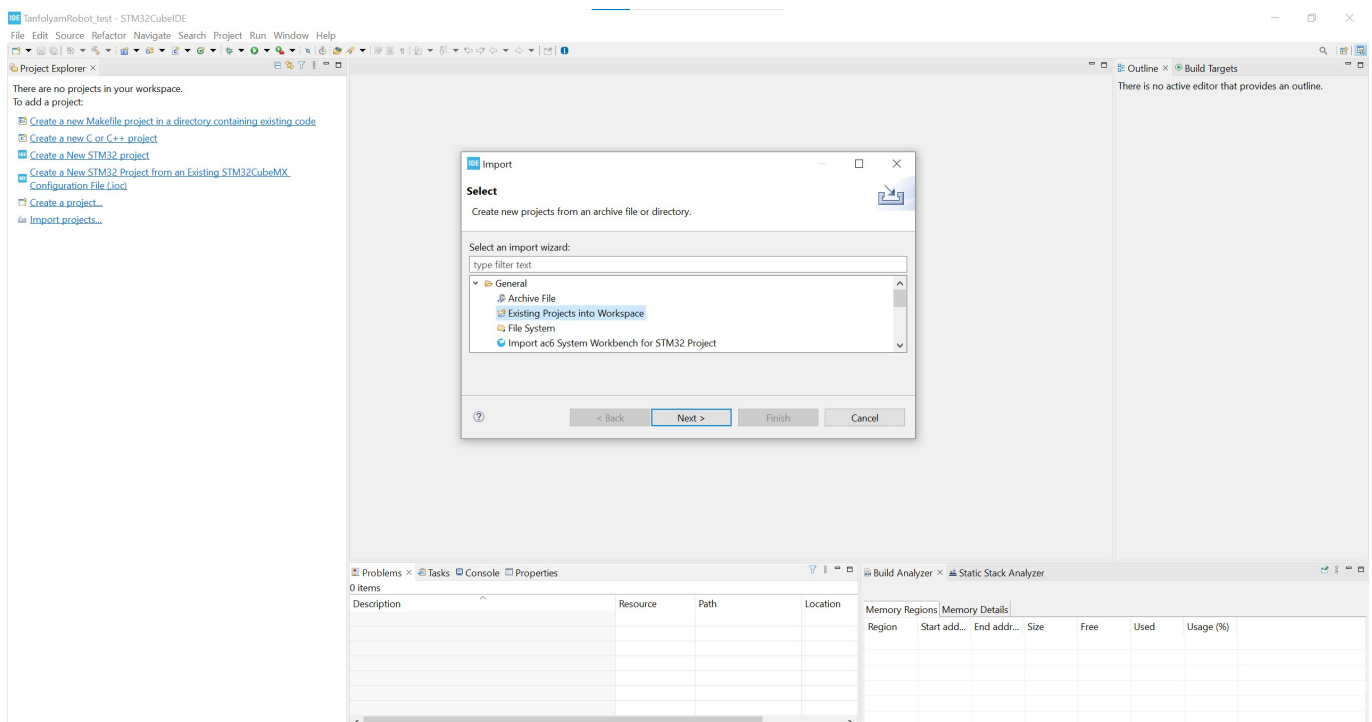 IDE TanfolyamRobot_test - STM32CubeIDE
File Edit Source Refactor Navigate Search Project Run Window Help
Project Explorer
There are no projects in your workspace.
To add a project:
Create a new Makefile project in a directory containing existing code
Create a new C or C++ project
IDE Create a New STM32 project
MX Create a New STM32 Project from an Existing STM32CubeMX
Configuration File (.ioc)
Create a project...
Import projects...
IDE Import
Select
Create new projects from an archive file or directory.
Select an import wizard:
type filter text
General
Archive File
Existing Projects into Workspace
File System
Import ac6 System Workbench for STM32 Project
? < Back Next > Finish Cancel
Outline Build Targets
There is no active editor that provides an outline.
Problems Tasks Console Properties
0 items
Description Resource Path Location
Build Analyzer Static Stack Analyzer
Memory Regions Memory Details
Region Start add... End addr... Size Free Used Usage (%)